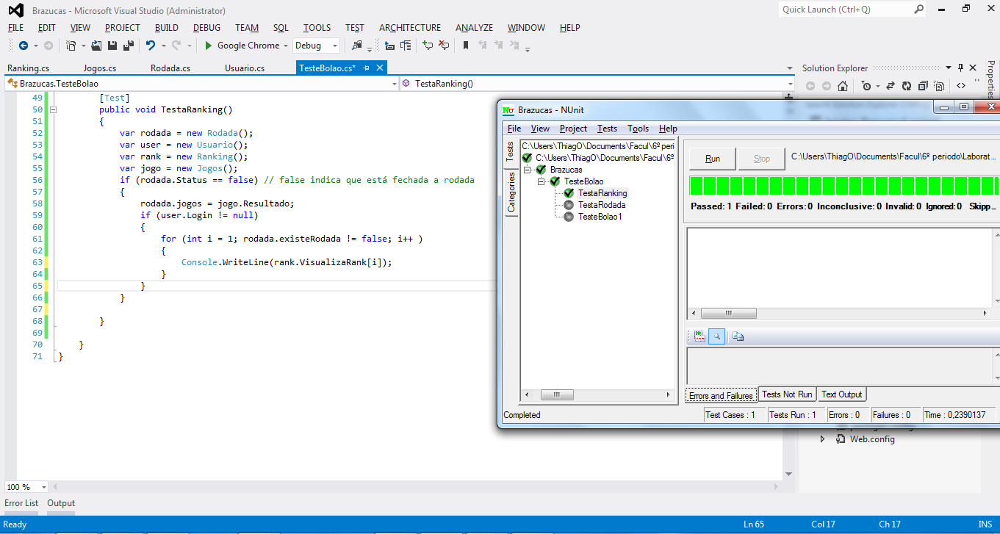 Brazucas - Microsoft Visual Studio (Administrator)
Quick Launch (Ctrl+Q)
FILE EDIT VIEW PROJECT BUILD DEBUG TEAM SQL TOOLS TEST ARCHITECTURE ANALYZE WINDOW HELP
Google Chrome Debug
Ranking.cs Jogos.cs Rodada.cs Usuario.cs TesteBolao.cs*
Brazucas.TesteBolao TestaRanking()
49 [Test]
50 public void TestaRanking()
51 {
52 var rodada = new Rodada();
53 var user = new Usuario();
54 var rank = new Ranking();
55 var jogo = new Jogos();
56 if (rodada.Status == false) // false indica que está fechada a rodada
57 {
58 rodada.jogos = jogo.Resultado;
59 if (user.Login != null)
60 {
61 for (int i = 1; rodada.existeRodada != false; i++ )
62 {
63 Console.WriteLine(rank.VisualizaRank[i]);
64 }
65 }
66 }
67
68 }
69
70 }
71 }
100 %
Solution Explorer
Properties
Web.config
Brazucas - NUnit
File View Project Tests Tools Help
Tests
Categories
C:\Users\ThiagO\Documents\Facul\6º peri
C:\Users\ThiagO\Documents\Facul\6º
Brazucas
TesteBolao
TestaRanking
TestaRodada
TesteBolao1
Run Stop C:\Users\ThiagO\Documents\Facul\6º periodo\Laborat...
Passed: 1 Failed: 0 Errors: 0 Inconclusive: 0 Invalid: 0 Ignored: 0 Skipp...
Errors and Failures Tests Not Run Text Output
Completed Test Cases : 1 Tests Run : 1 Errors : 0 Failures : 0 Time : 0,2390137
Error List Output
Ready Ln 65 Col 17 Ch 17 INS